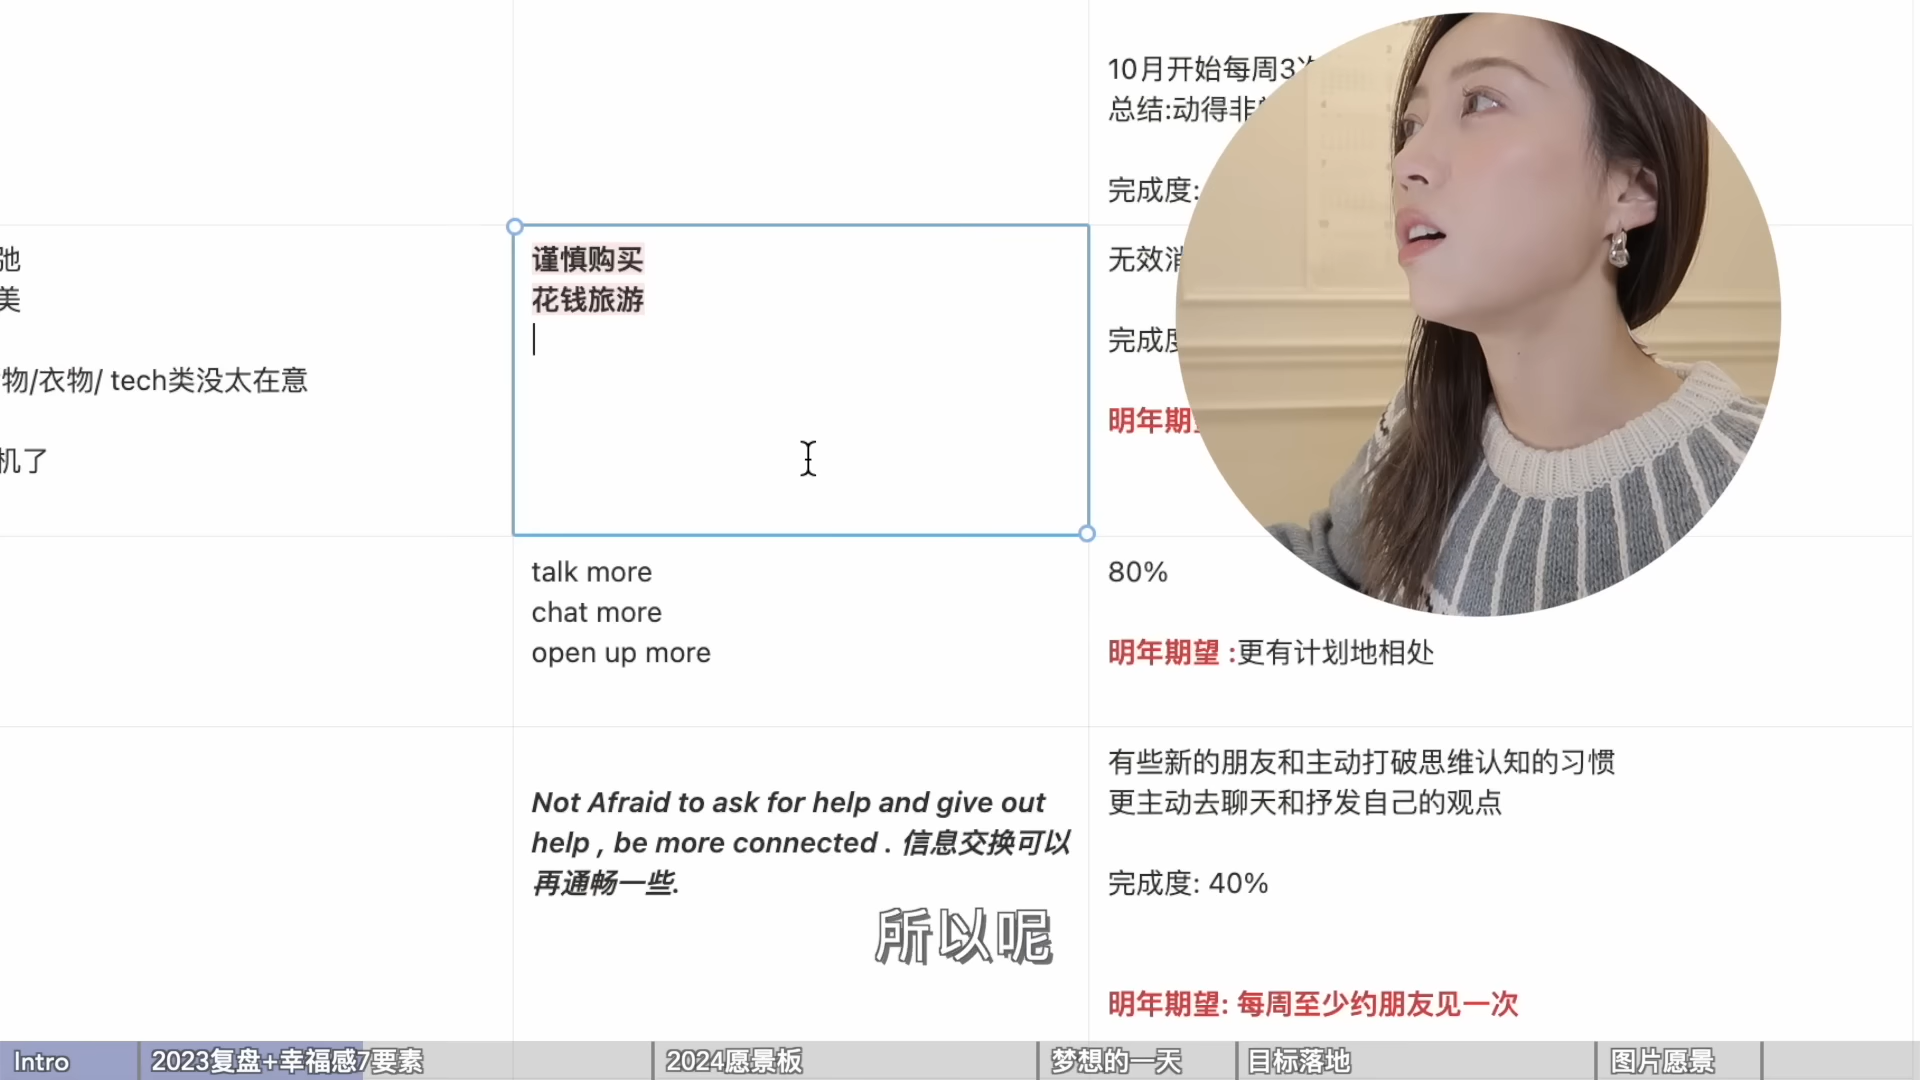 10月开始每周3
总结:动得非
完成度:
弛
美
物/衣物/ tech类没太在意
机了
谨慎购买
花钱旅游
无效消
完成度
明年期
talk more
chat more
open up more
80%
明年期望 :更有计划地相处
Not Afraid to ask for help and give out
help , be more connected . 信息交换可以
再通畅一些.
有些新的朋友和主动打破思维认知的习惯
更主动去聊天和抒发自己的观点
完成度: 40%
明年期望: 每周至少约朋友见一次
所以呢
Intro
2023复盘+幸福感7要素
2024愿景板
梦想的一天
目标落地
图片愿景